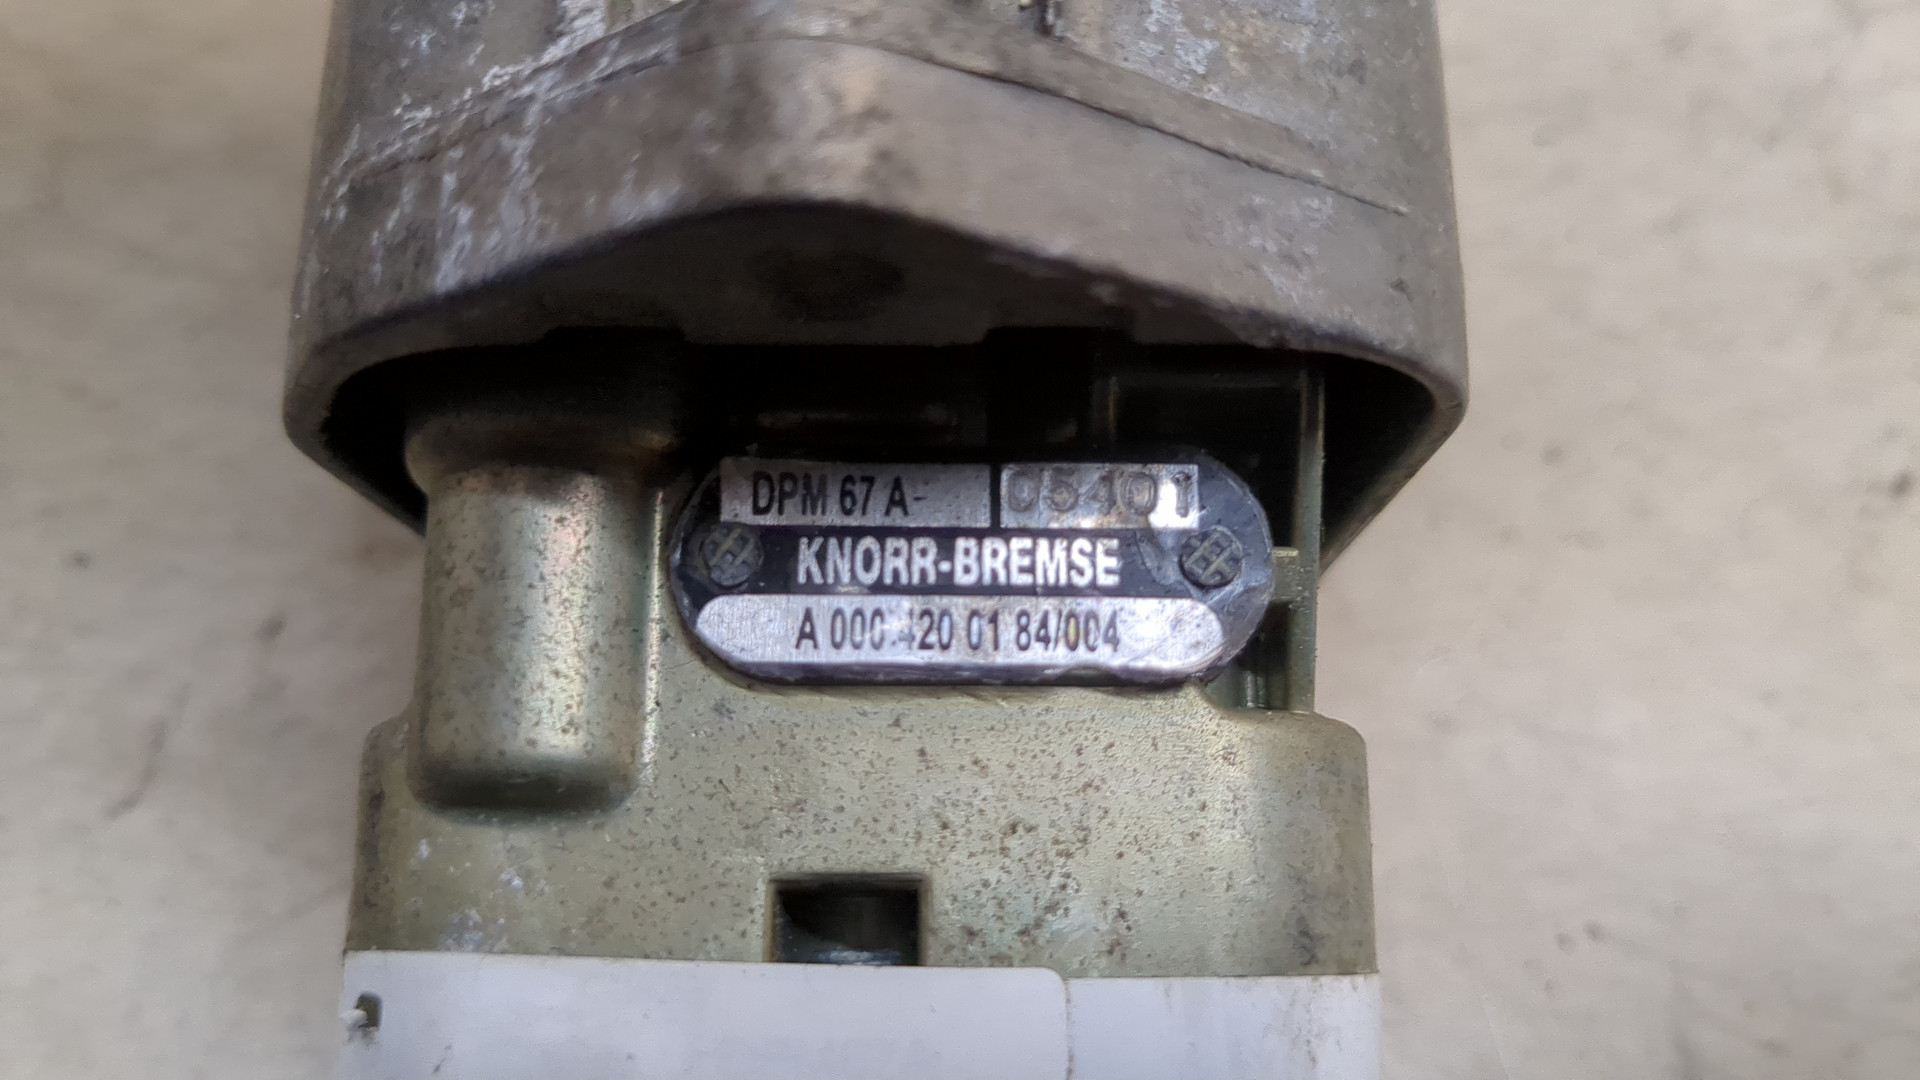 DPM 67 A- 05401
KNORR-BREMSE
A 000 420 01 84/004